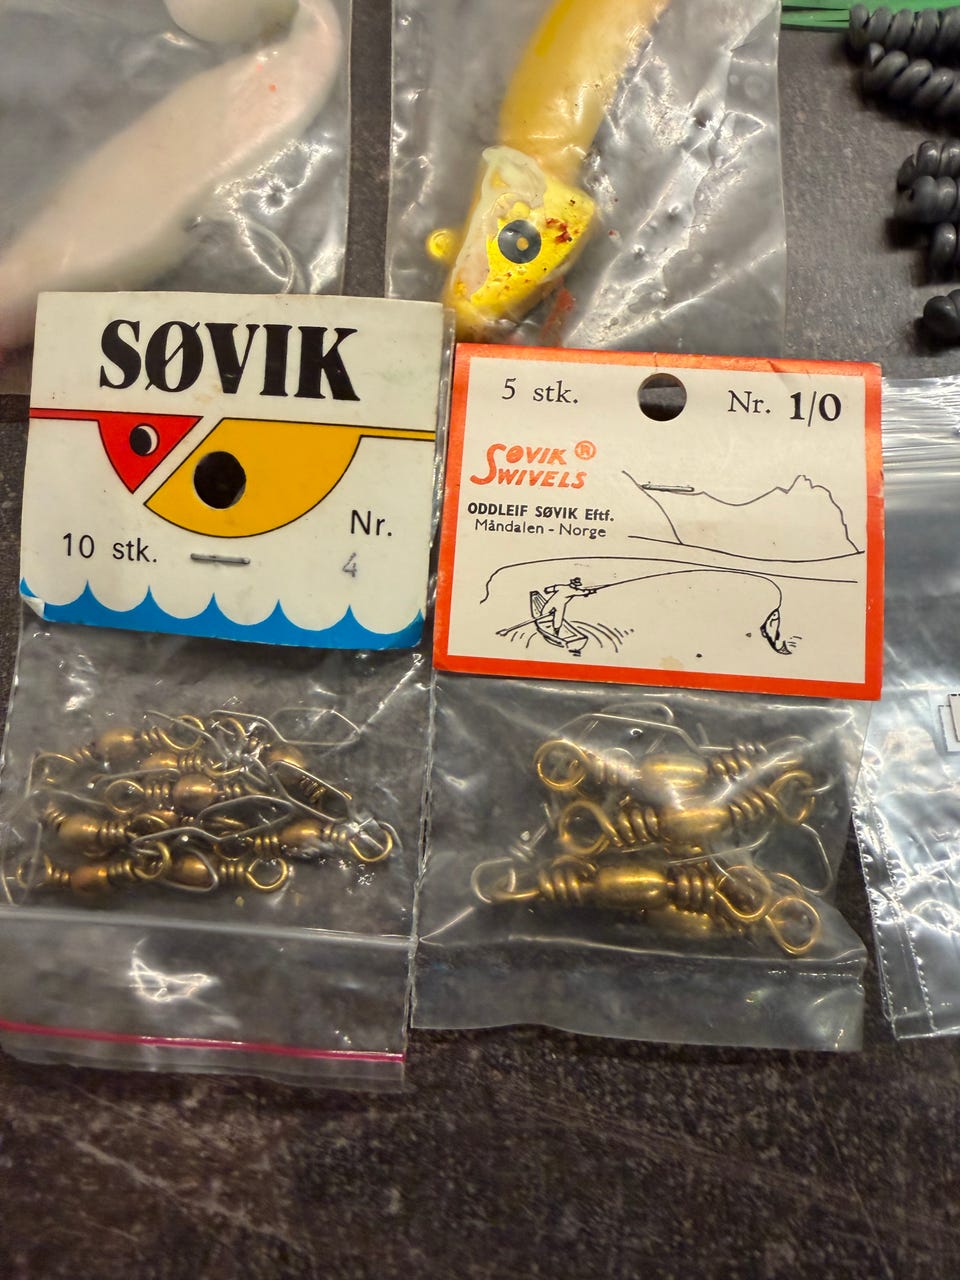 SØVIK
10 stk.
Nr.
4
5 stk.
Nr. 1/0
SØVIK ®
SWIVELS
ODDLEIF SØVIK Eftf.
Måndalen - Norge